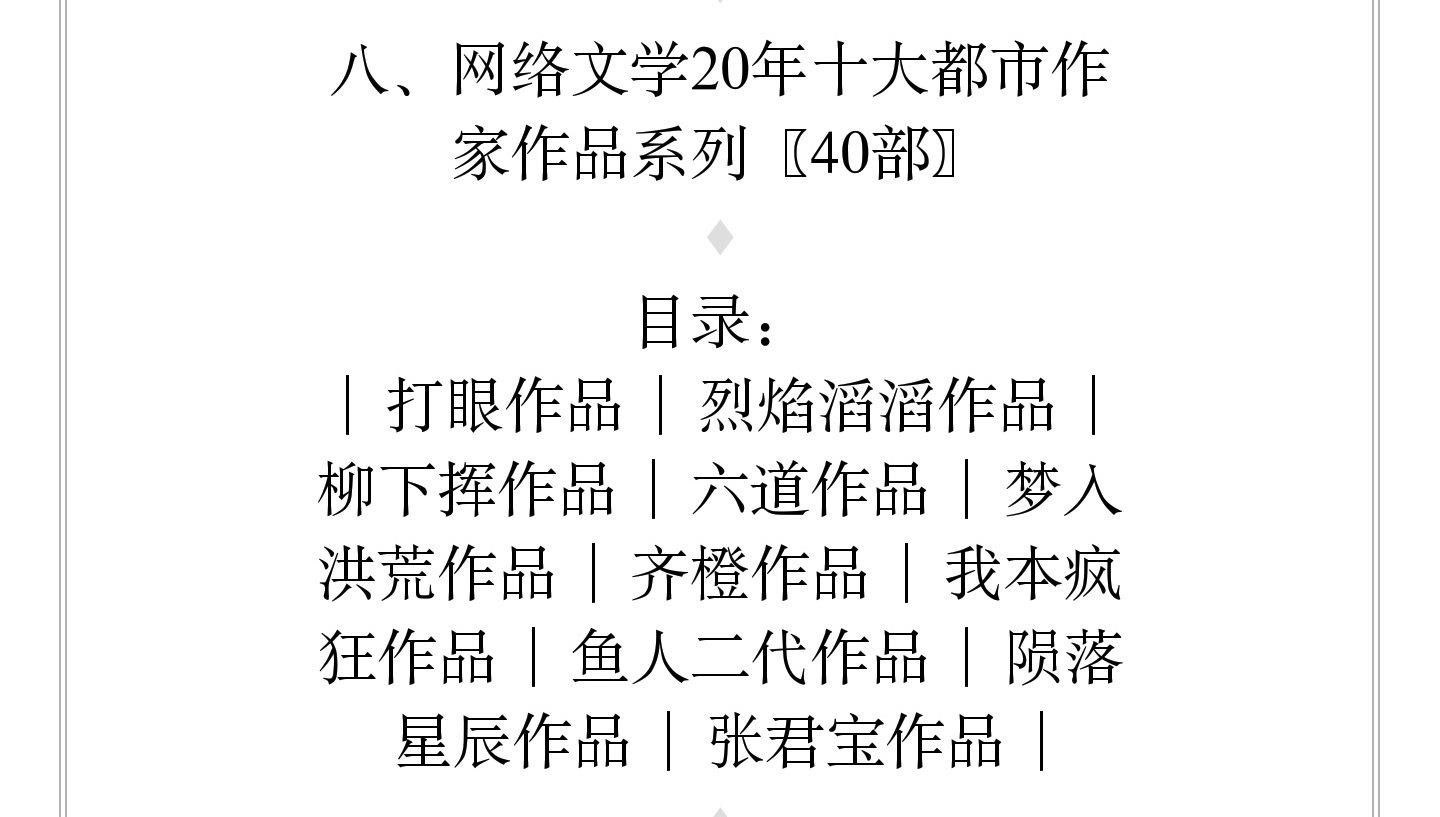 八、网络文学20年十大都市作
家作品系列〖40部〗
目录：
｜打眼作品｜烈焰滔滔作品｜
柳下挥作品｜六道作品｜梦入
洪荒作品｜齐橙作品｜我本疯
狂作品｜鱼人二代作品｜陨落
星辰作品｜张君宝作品｜